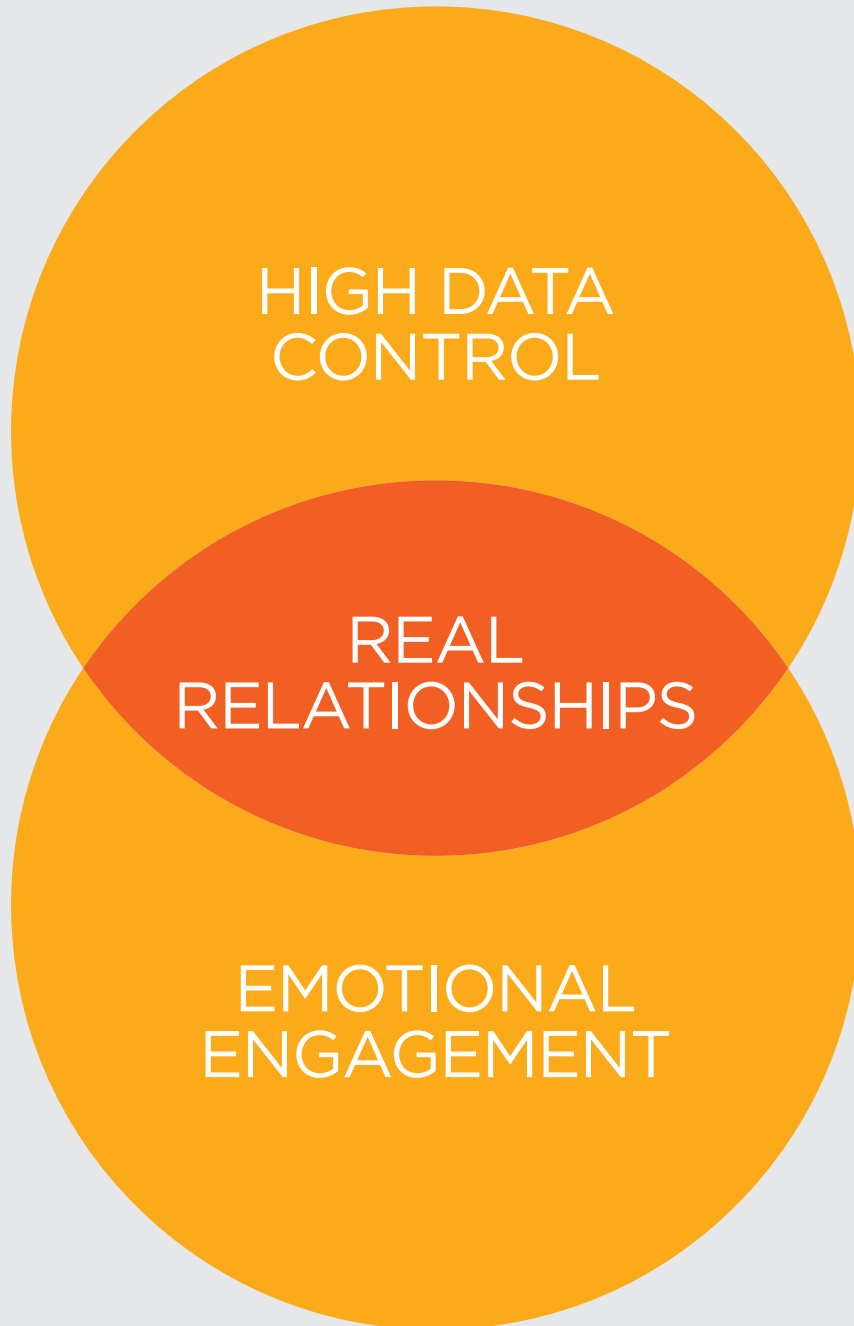 HIGH DATA
CONTROL
REAL
RELATIONSHIPS
EMOTIONAL
ENGAGEMENT